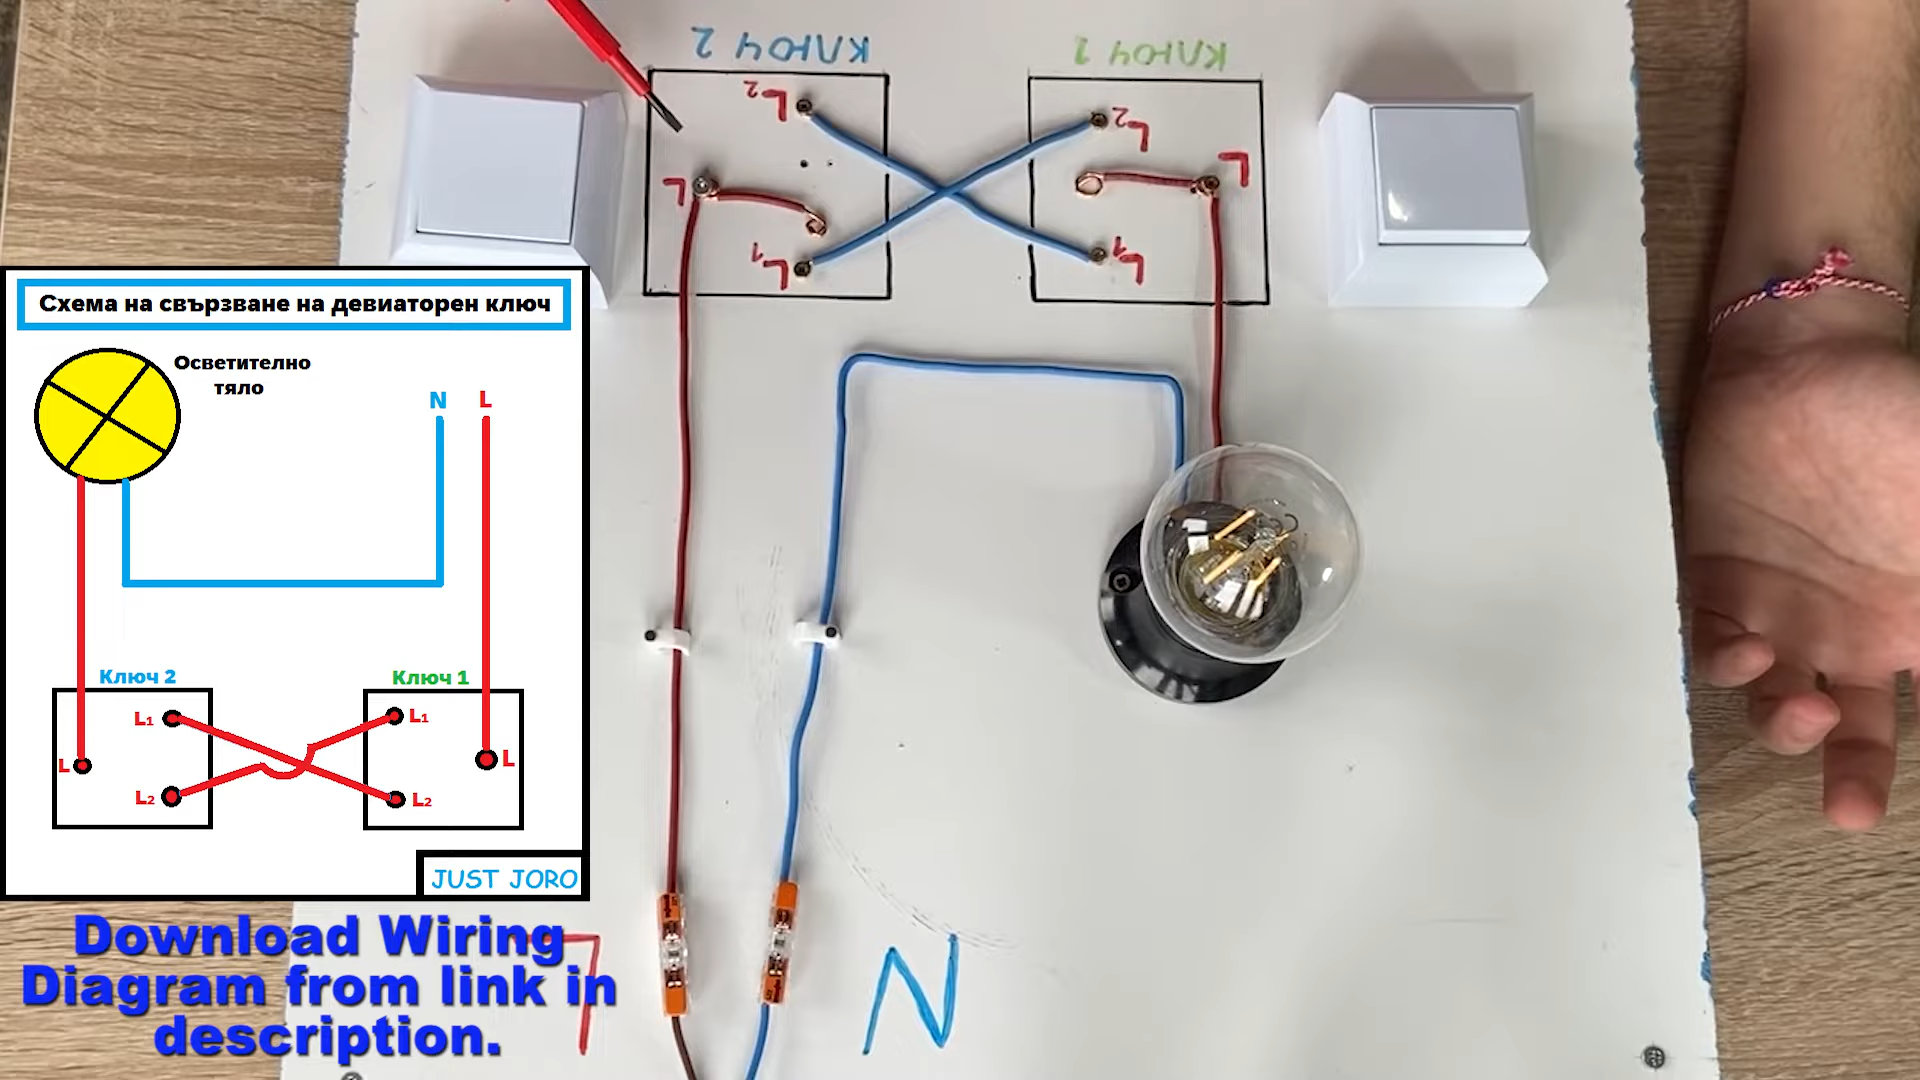 КЛЮЧ 2
КЛЮЧ 1
L2
L
L1
L2
L
L1
Схема на свързване на девиаторен ключ
Осветително
тяло
N
L
Ключ 2
Ключ 1
L1
L1
L
L
L2
L2
JUST JORO
Download Wiring
Diagram from link in
description.
L
N